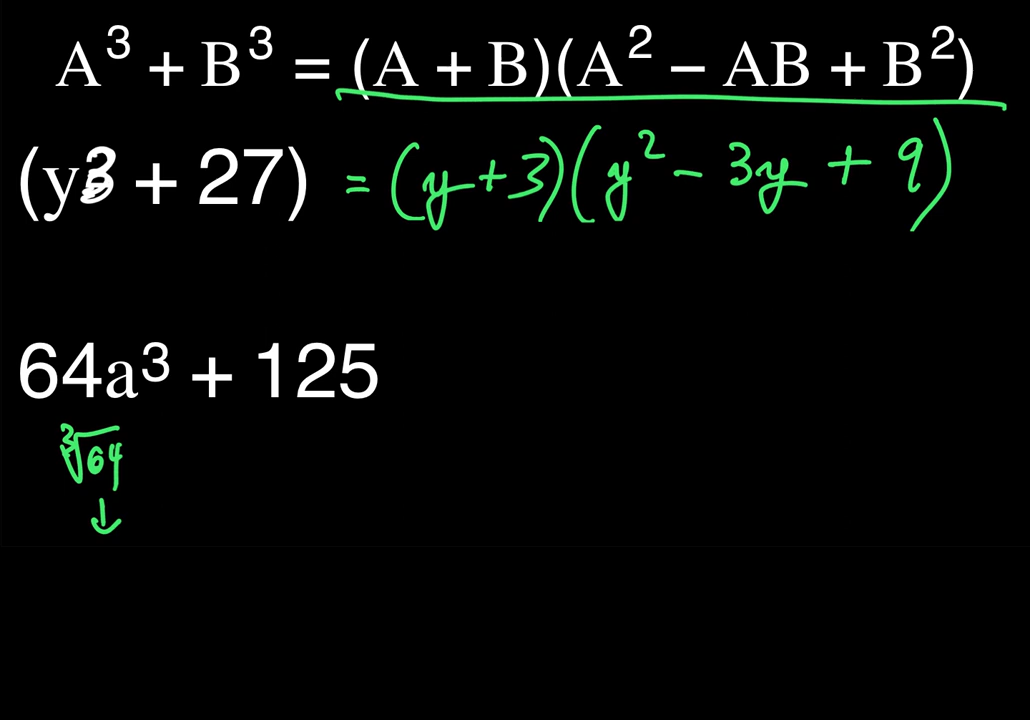 A³ + B³ = (A + B)(A² − AB + B²)
(y³ + 27) = (y+3)(y² − 3y + 9)
64a³ + 125
∛64
↓